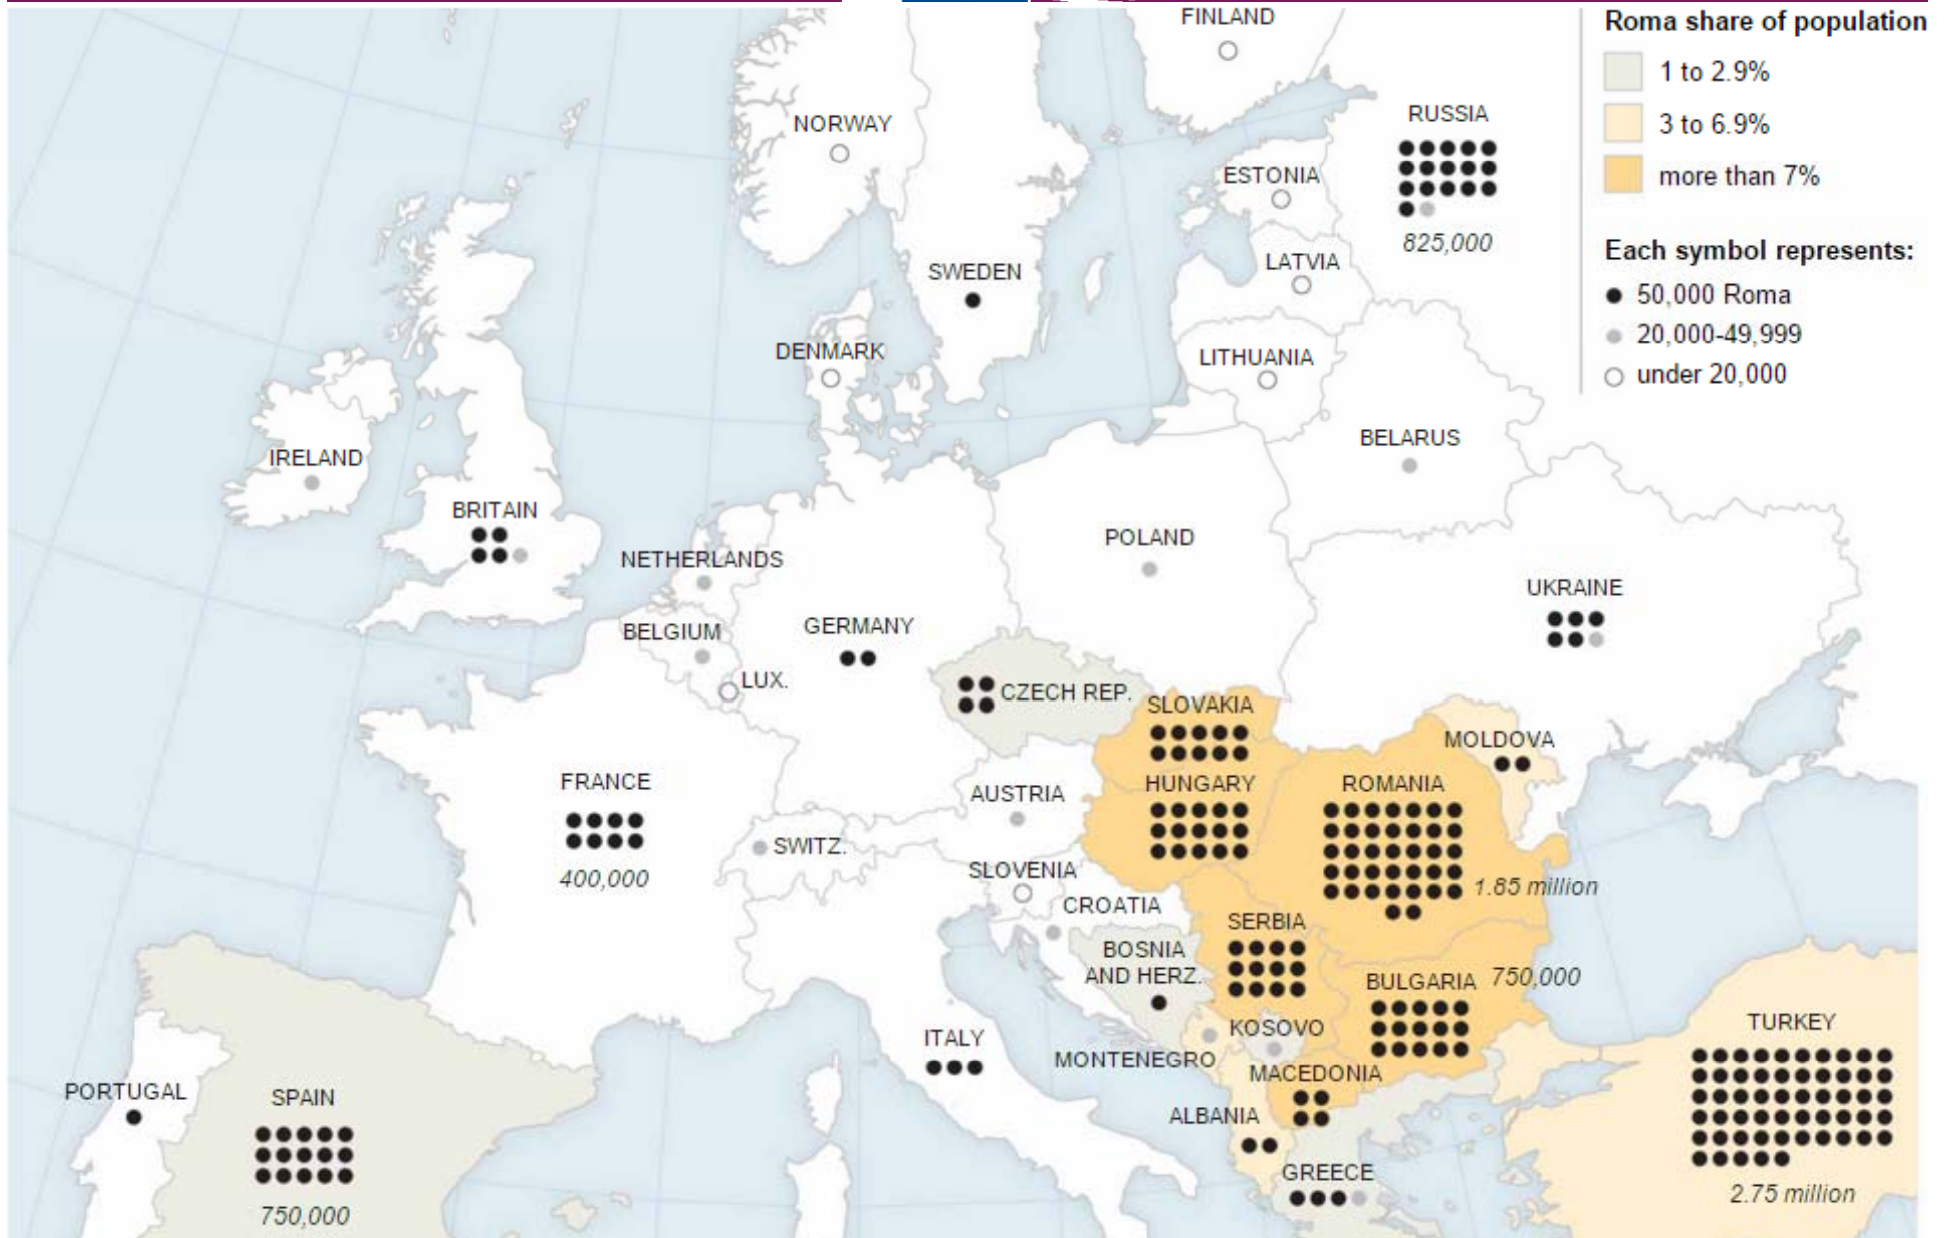 FINLAND
Roma share of population
1 to 2.9%
3 to 6.9%
more than 7%
NORWAY
RUSSIA
825,000
ESTONIA
Each symbol represents:
50,000 Roma
20,000-49,999
under 20,000
SWEDEN
LATVIA
DENMARK
LITHUANIA
BELARUS
IRELAND
BRITAIN
NETHERLANDS
POLAND
UKRAINE
BELGIUM
GERMANY
LUX.
CZECH REP.
SLOVAKIA
MOLDOVA
FRANCE
400,000
AUSTRIA
HUNGARY
ROMANIA
1.85 million
SWITZ.
SLOVENIA
CROATIA
SERBIA
BOSNIA
AND HERZ.
BULGARIA
750,000
KOSOVO
MONTENEGRO
ITALY
TURKEY
2.75 million
MACEDONIA
ALBANIA
PORTUGAL
SPAIN
750,000
GREECE